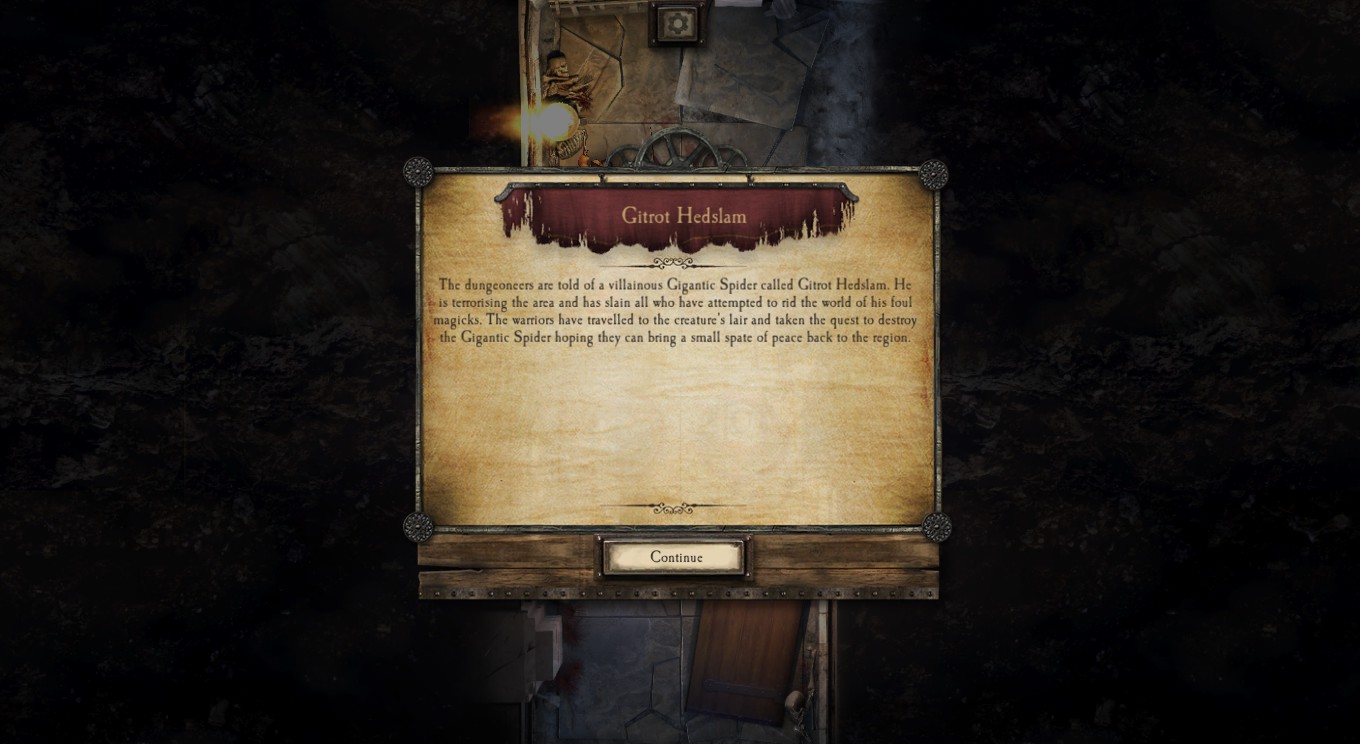 Gitrot Hedslam
The dungeoneers are told of a villainous Gigantic Spider called Gitrot Hedslam. He
is terrorising the area and has slain all who have attempted to rid the world of his foul
magicks. The warriors have travelled to the creature's lair and taken the quest to destroy
the Gigantic Spider hoping they can bring a small spate of peace back to the region.
Continue